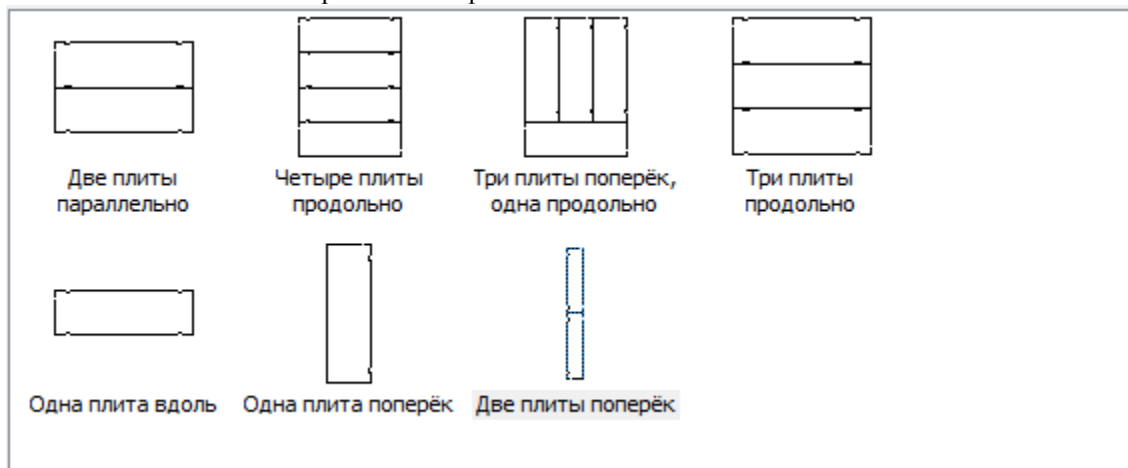 Две плиты
параллельно
Четыре плиты
продольно
Три плиты поперёк,
одна продольно
Три плиты
продольно
Одна плита вдоль
Одна плита поперёк
Две плиты поперёк